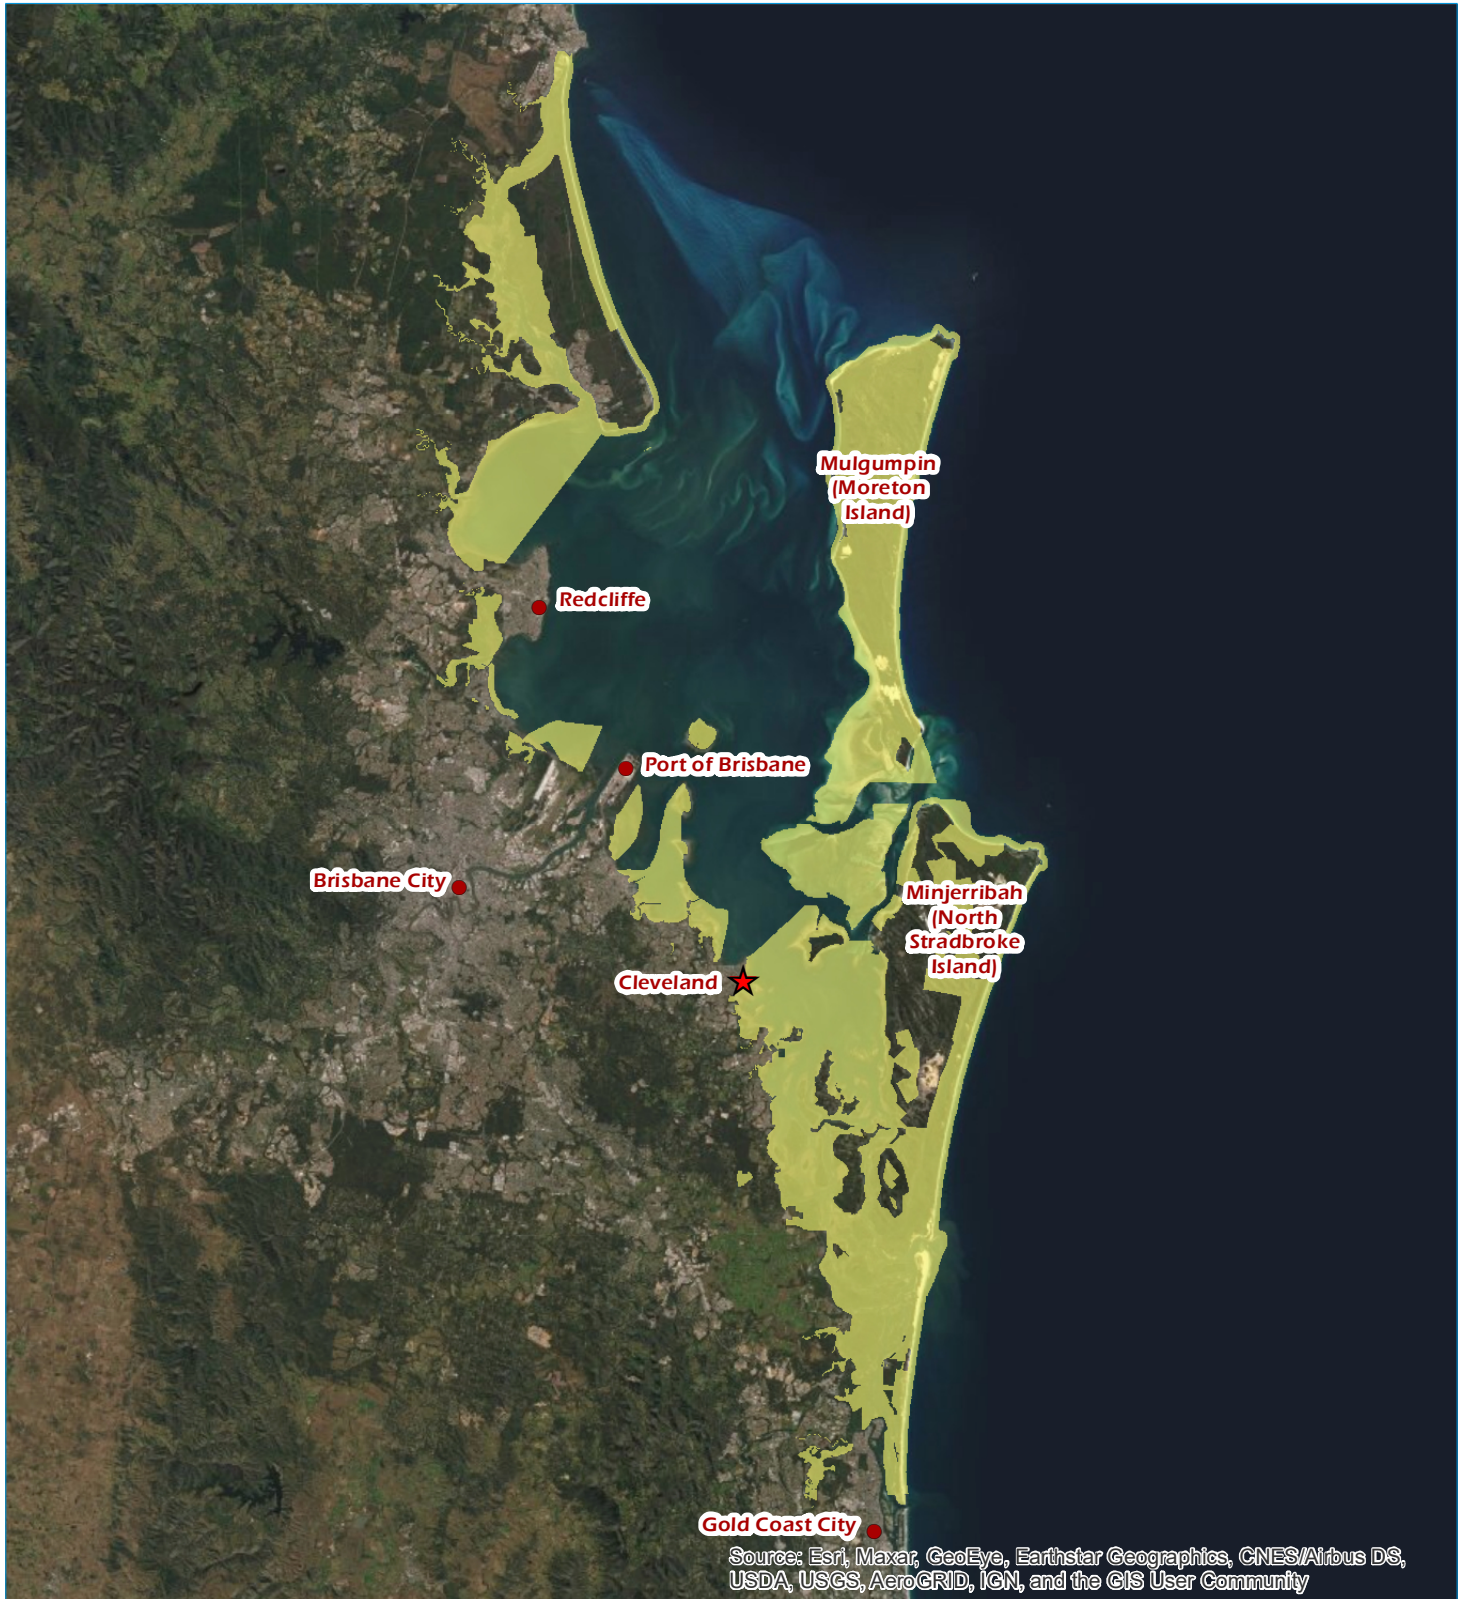 Mulgumpin
(Moreton
Island)
Redcliffe
Port of Brisbane
Brisbane City
Minjerribah
(North
Stradbroke
Island)
Cleveland
Gold Coast City
Source: Esri, Maxar, GeoEye, Earthstar Geographics, CNES/Airbus DS,
USDA, USGS, AeroGRID, IGN, and the GIS User Community